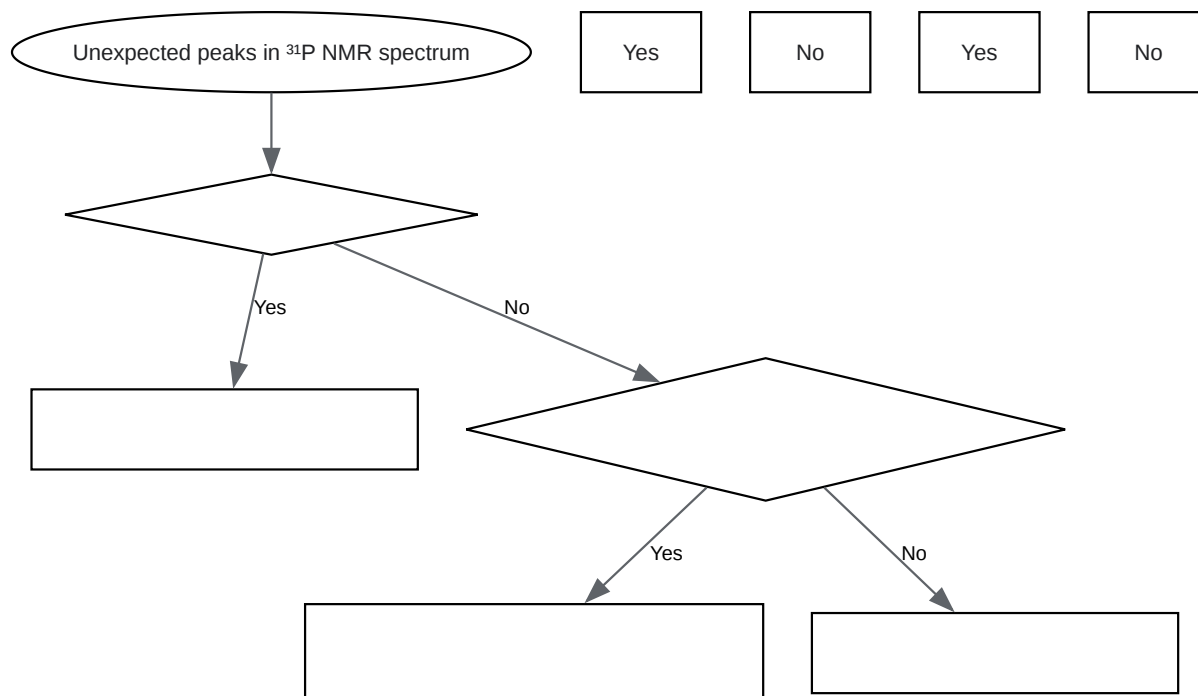 Unexpected peaks in ³¹P NMR spectrum
Yes
No
Yes
No
Yes
No
Yes
No